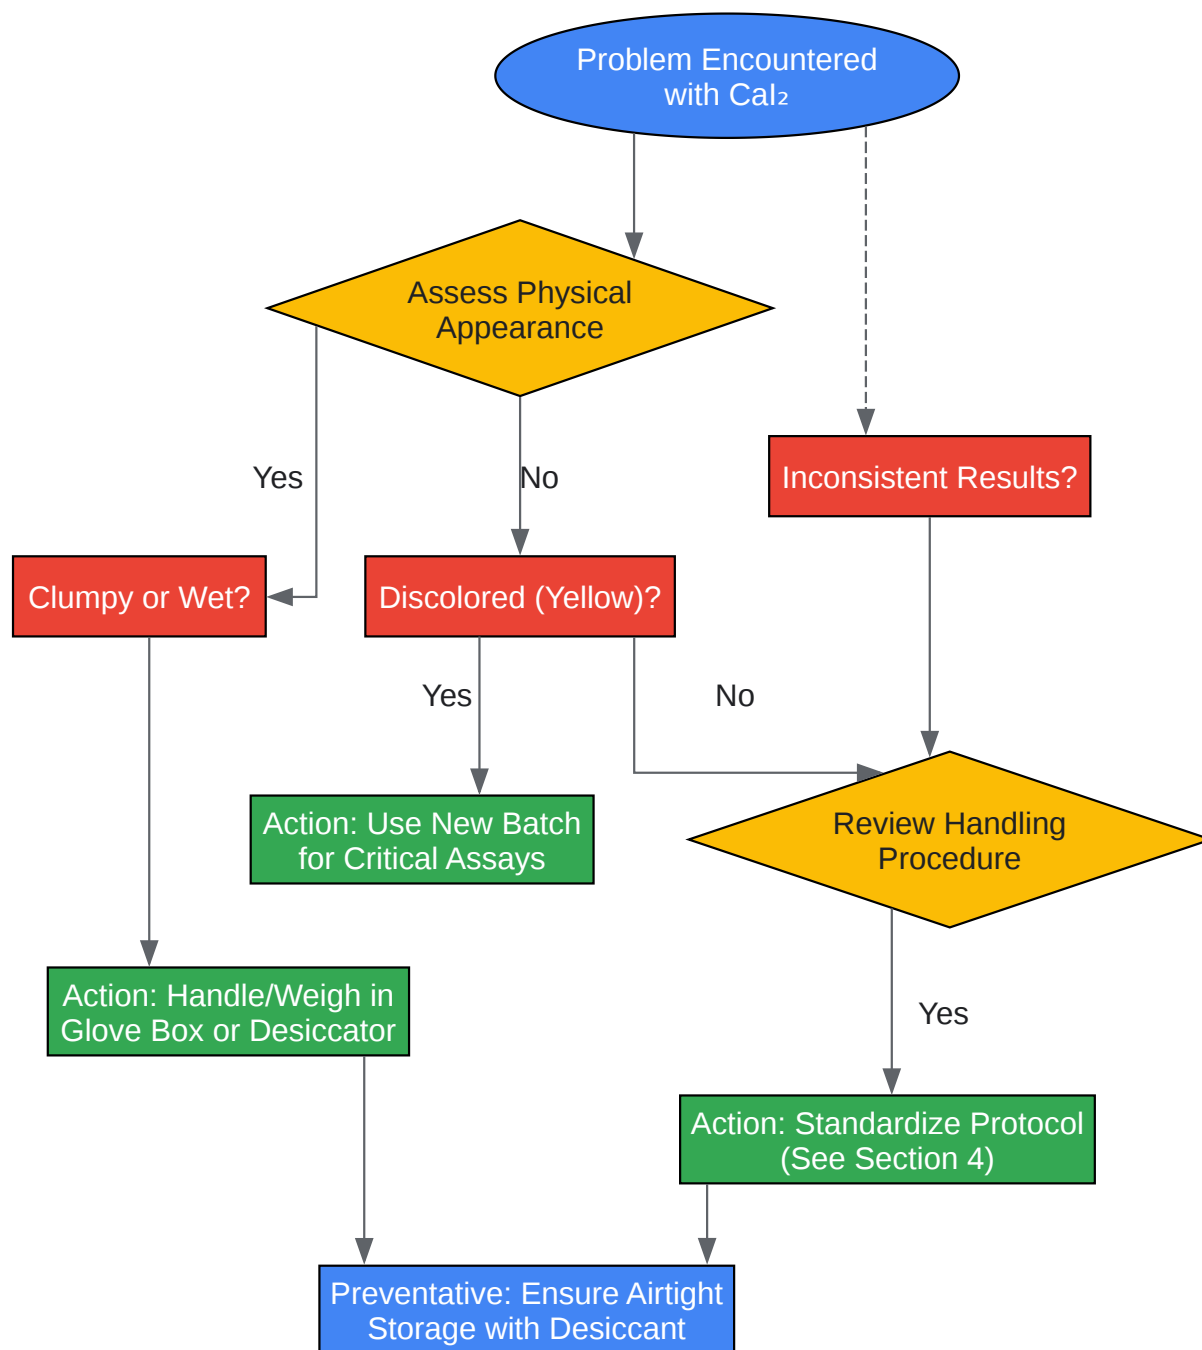 Problem Encountered
with CaI₂
Assess Physical
Appearance
Yes
No
Inconsistent Results?
Clumpy or Wet?
Discolored (Yellow)?
Yes
No
Action: Use New Batch
for Critical Assays
Review Handling
Procedure
Action: Handle/Weigh in
Glove Box or Desiccator
Yes
Action: Standardize Protocol
(See Section 4)
Preventative: Ensure Airtight
Storage with Desiccant